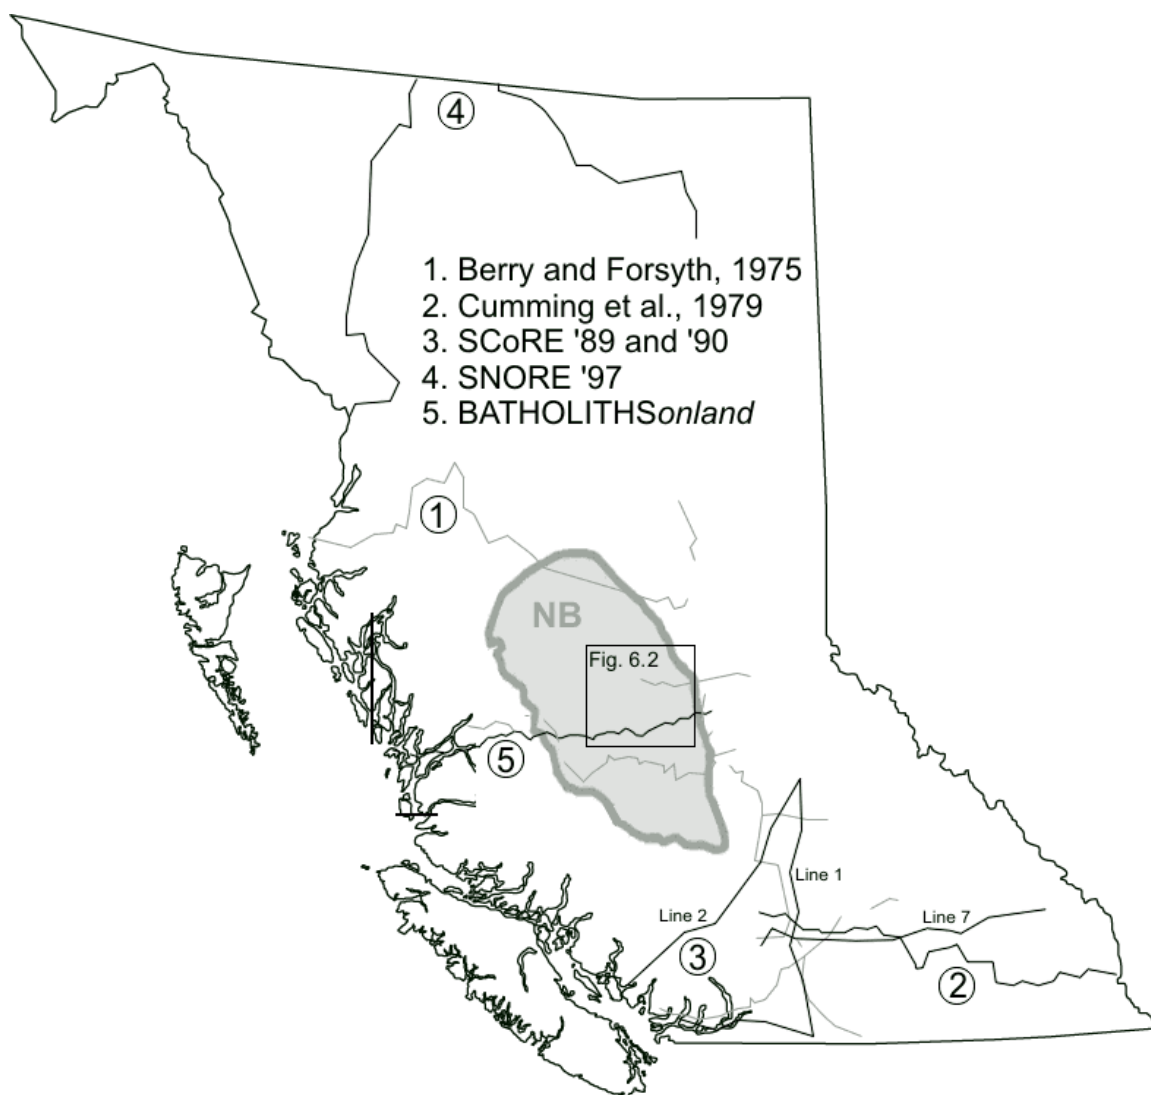 4
1. Berry and Forsyth, 1975
2. Cumming et al., 1979
3. SCoRE '89 and '90
4. SNORE '97
5. BATHOLITHSonland
1
NB
Fig. 6.2
5
Line 1
Line 2
Line 7
3
2